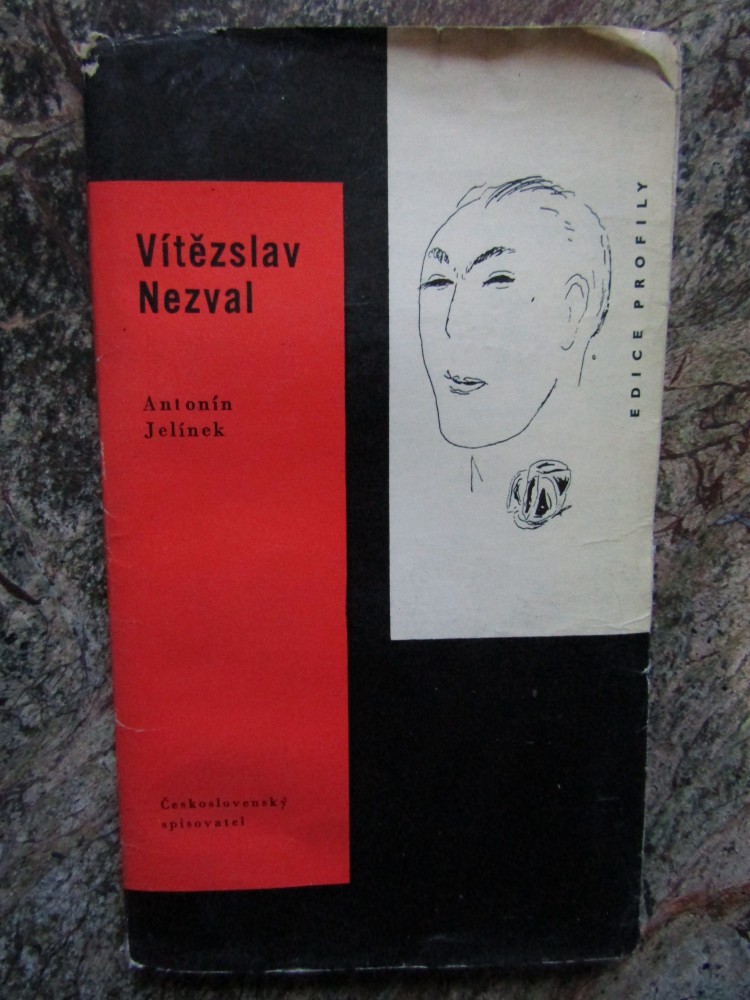 Vítězslav
Nezval
Antonín
Jelínek
Československý
spisovatel
EDICE PROFILY